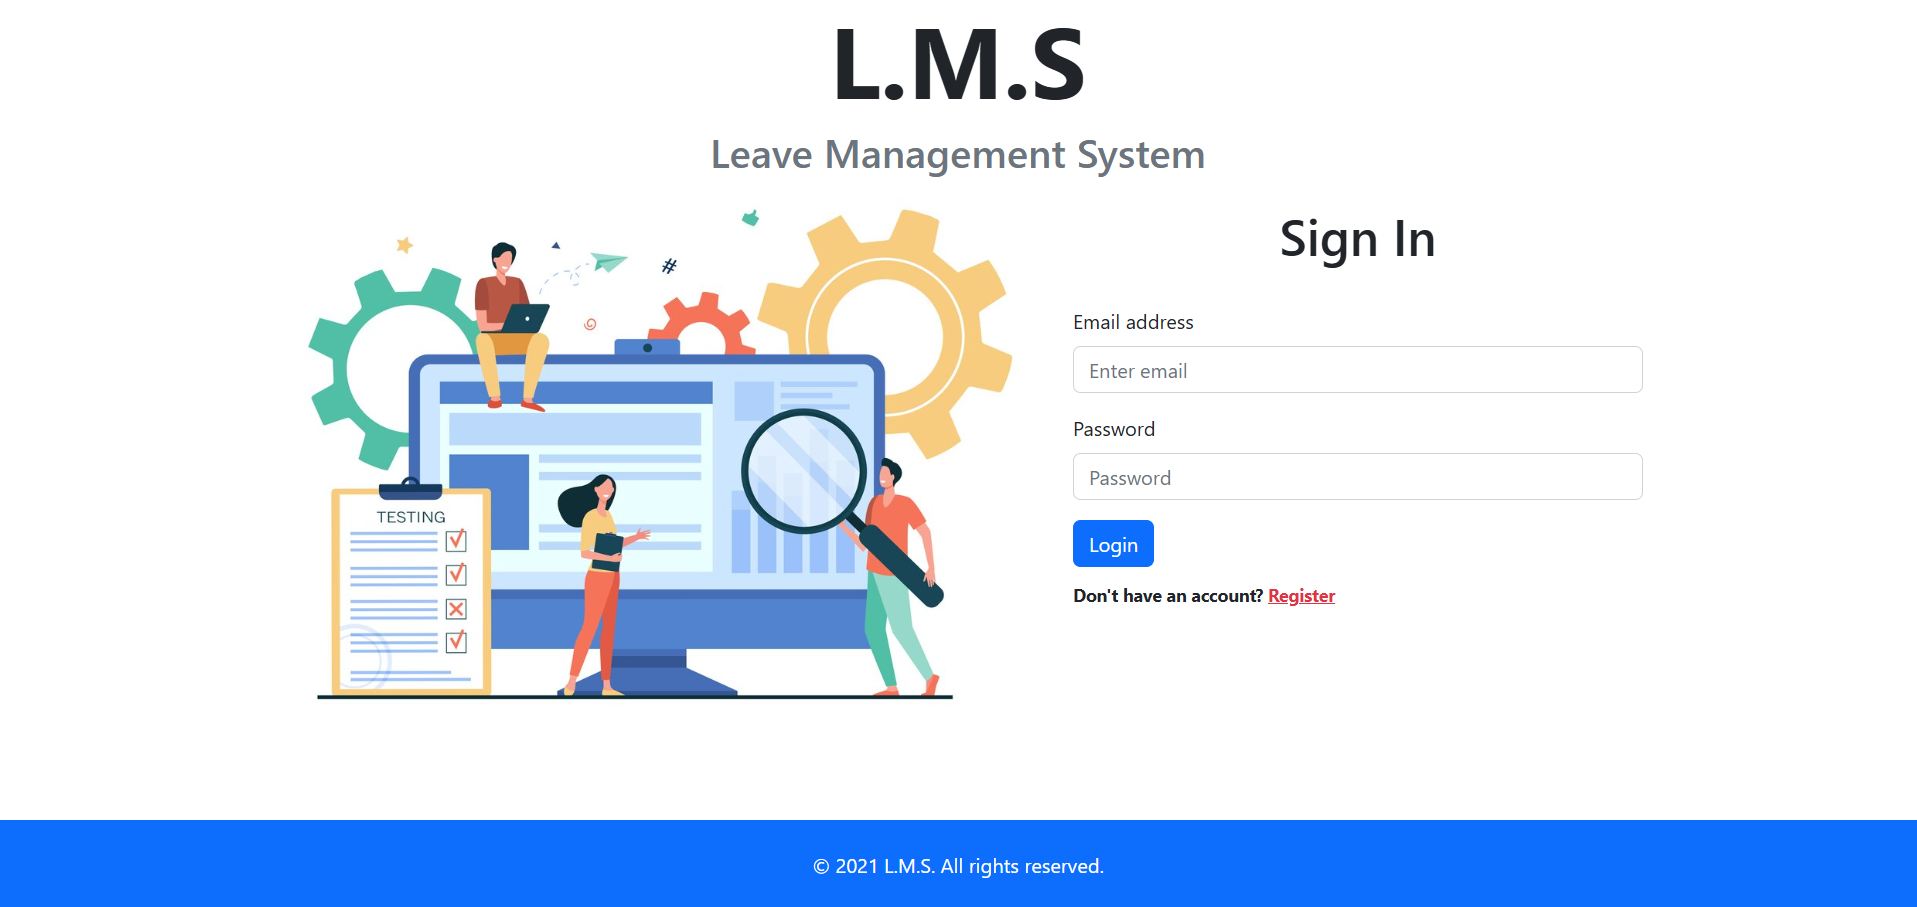 L.M.S
Leave Management System
#
TESTING
Sign In
Email address
Enter email
Password
Password
Login
Don't have an account? Register
© 2021 L.M.S. All rights reserved.